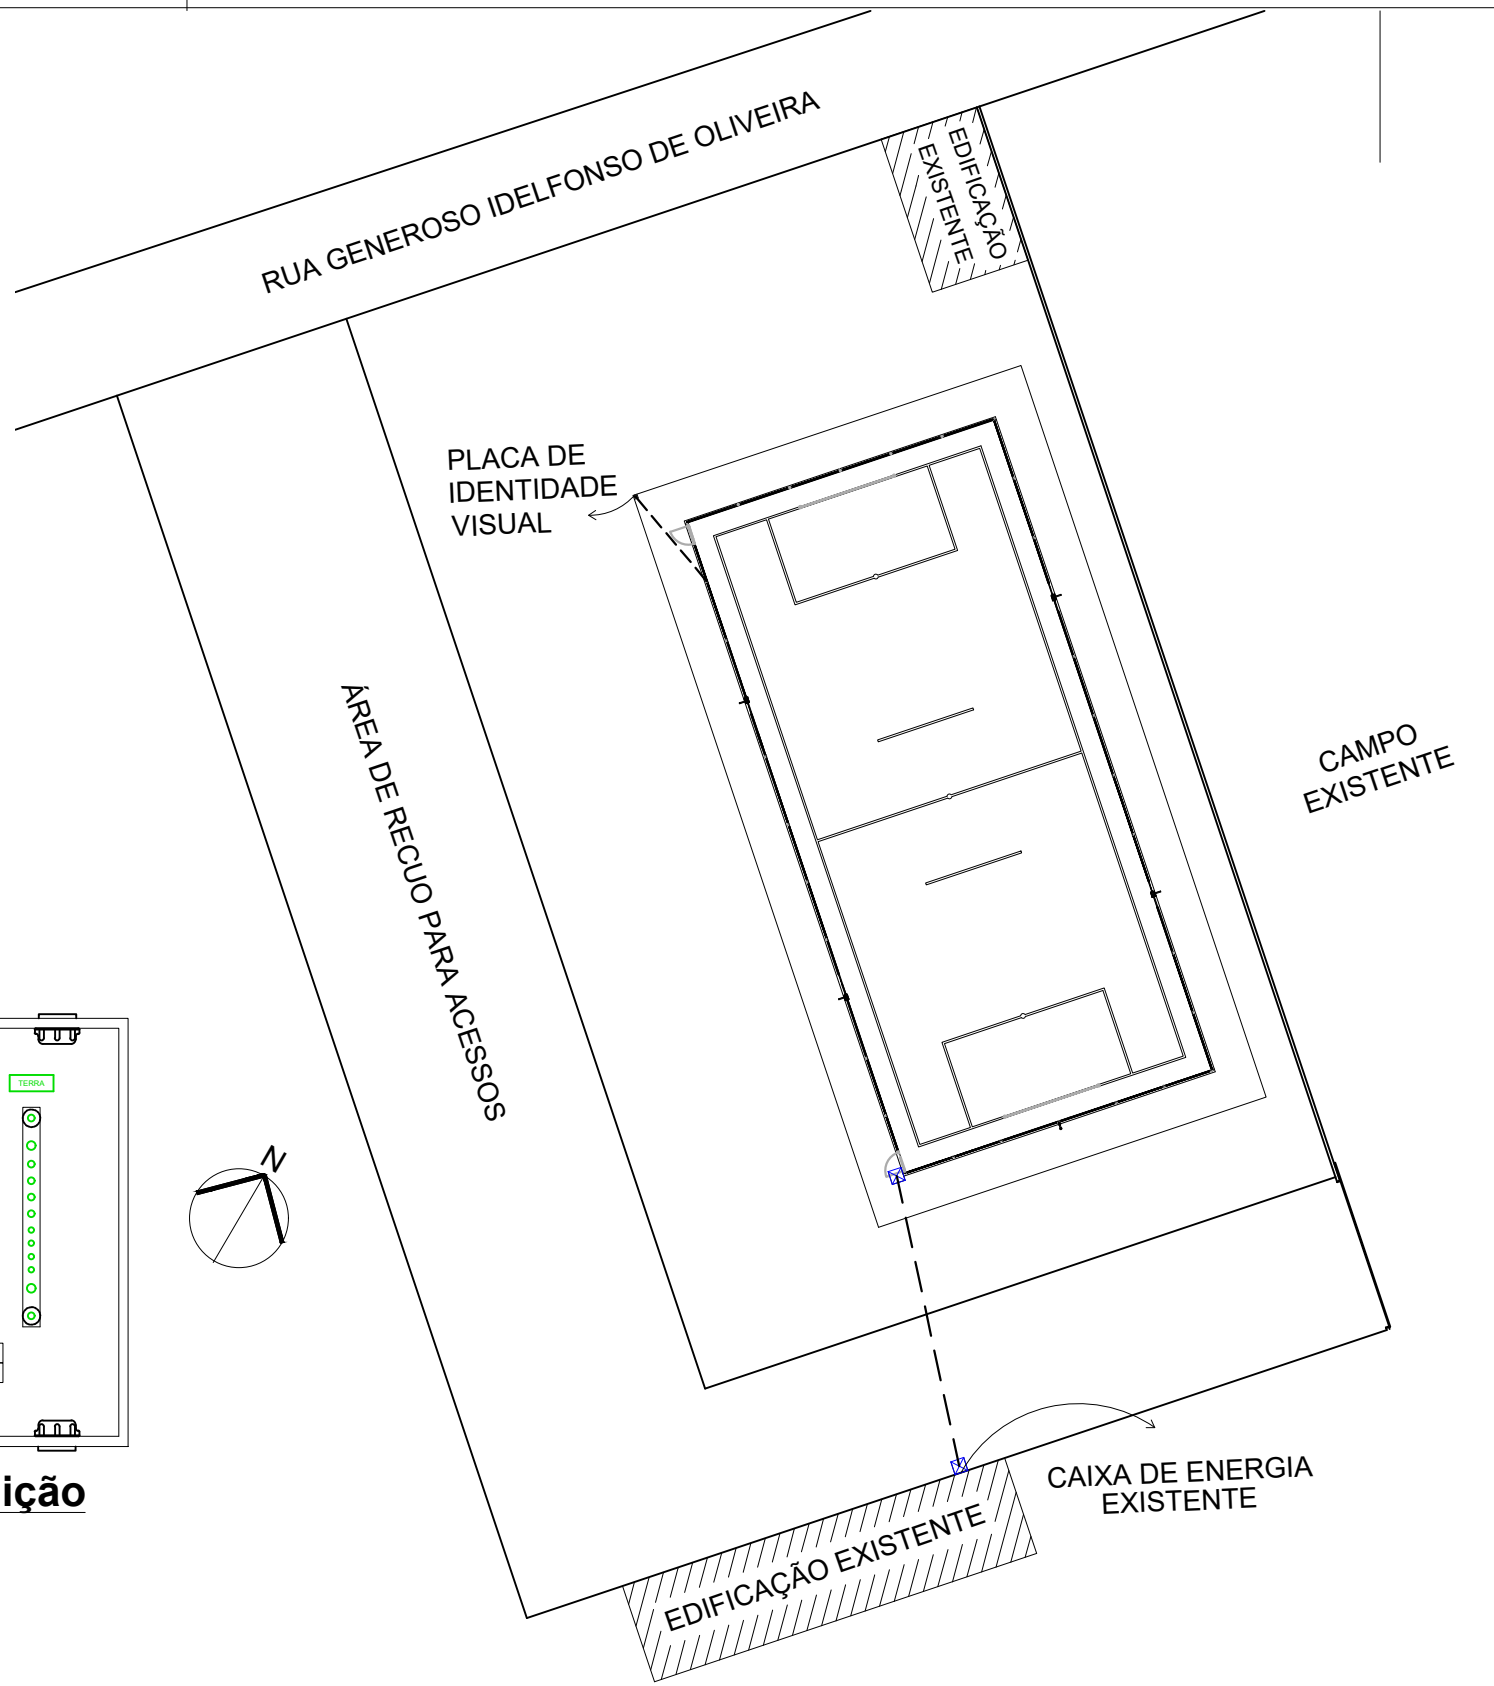 RUA GENEROSO IDELFONSO DE OLIVEIRA
EDIFICAÇÃO
EXISTENTE
PLACA DE
IDENTIDADE
VISUAL
ÁREA DE RECUO PARA ACESSOS
CAMPO
EXISTENTE
TERRA
N
ição
CAIXA DE ENERGIA
EXISTENTE
EDIFICAÇÃO EXISTENTE